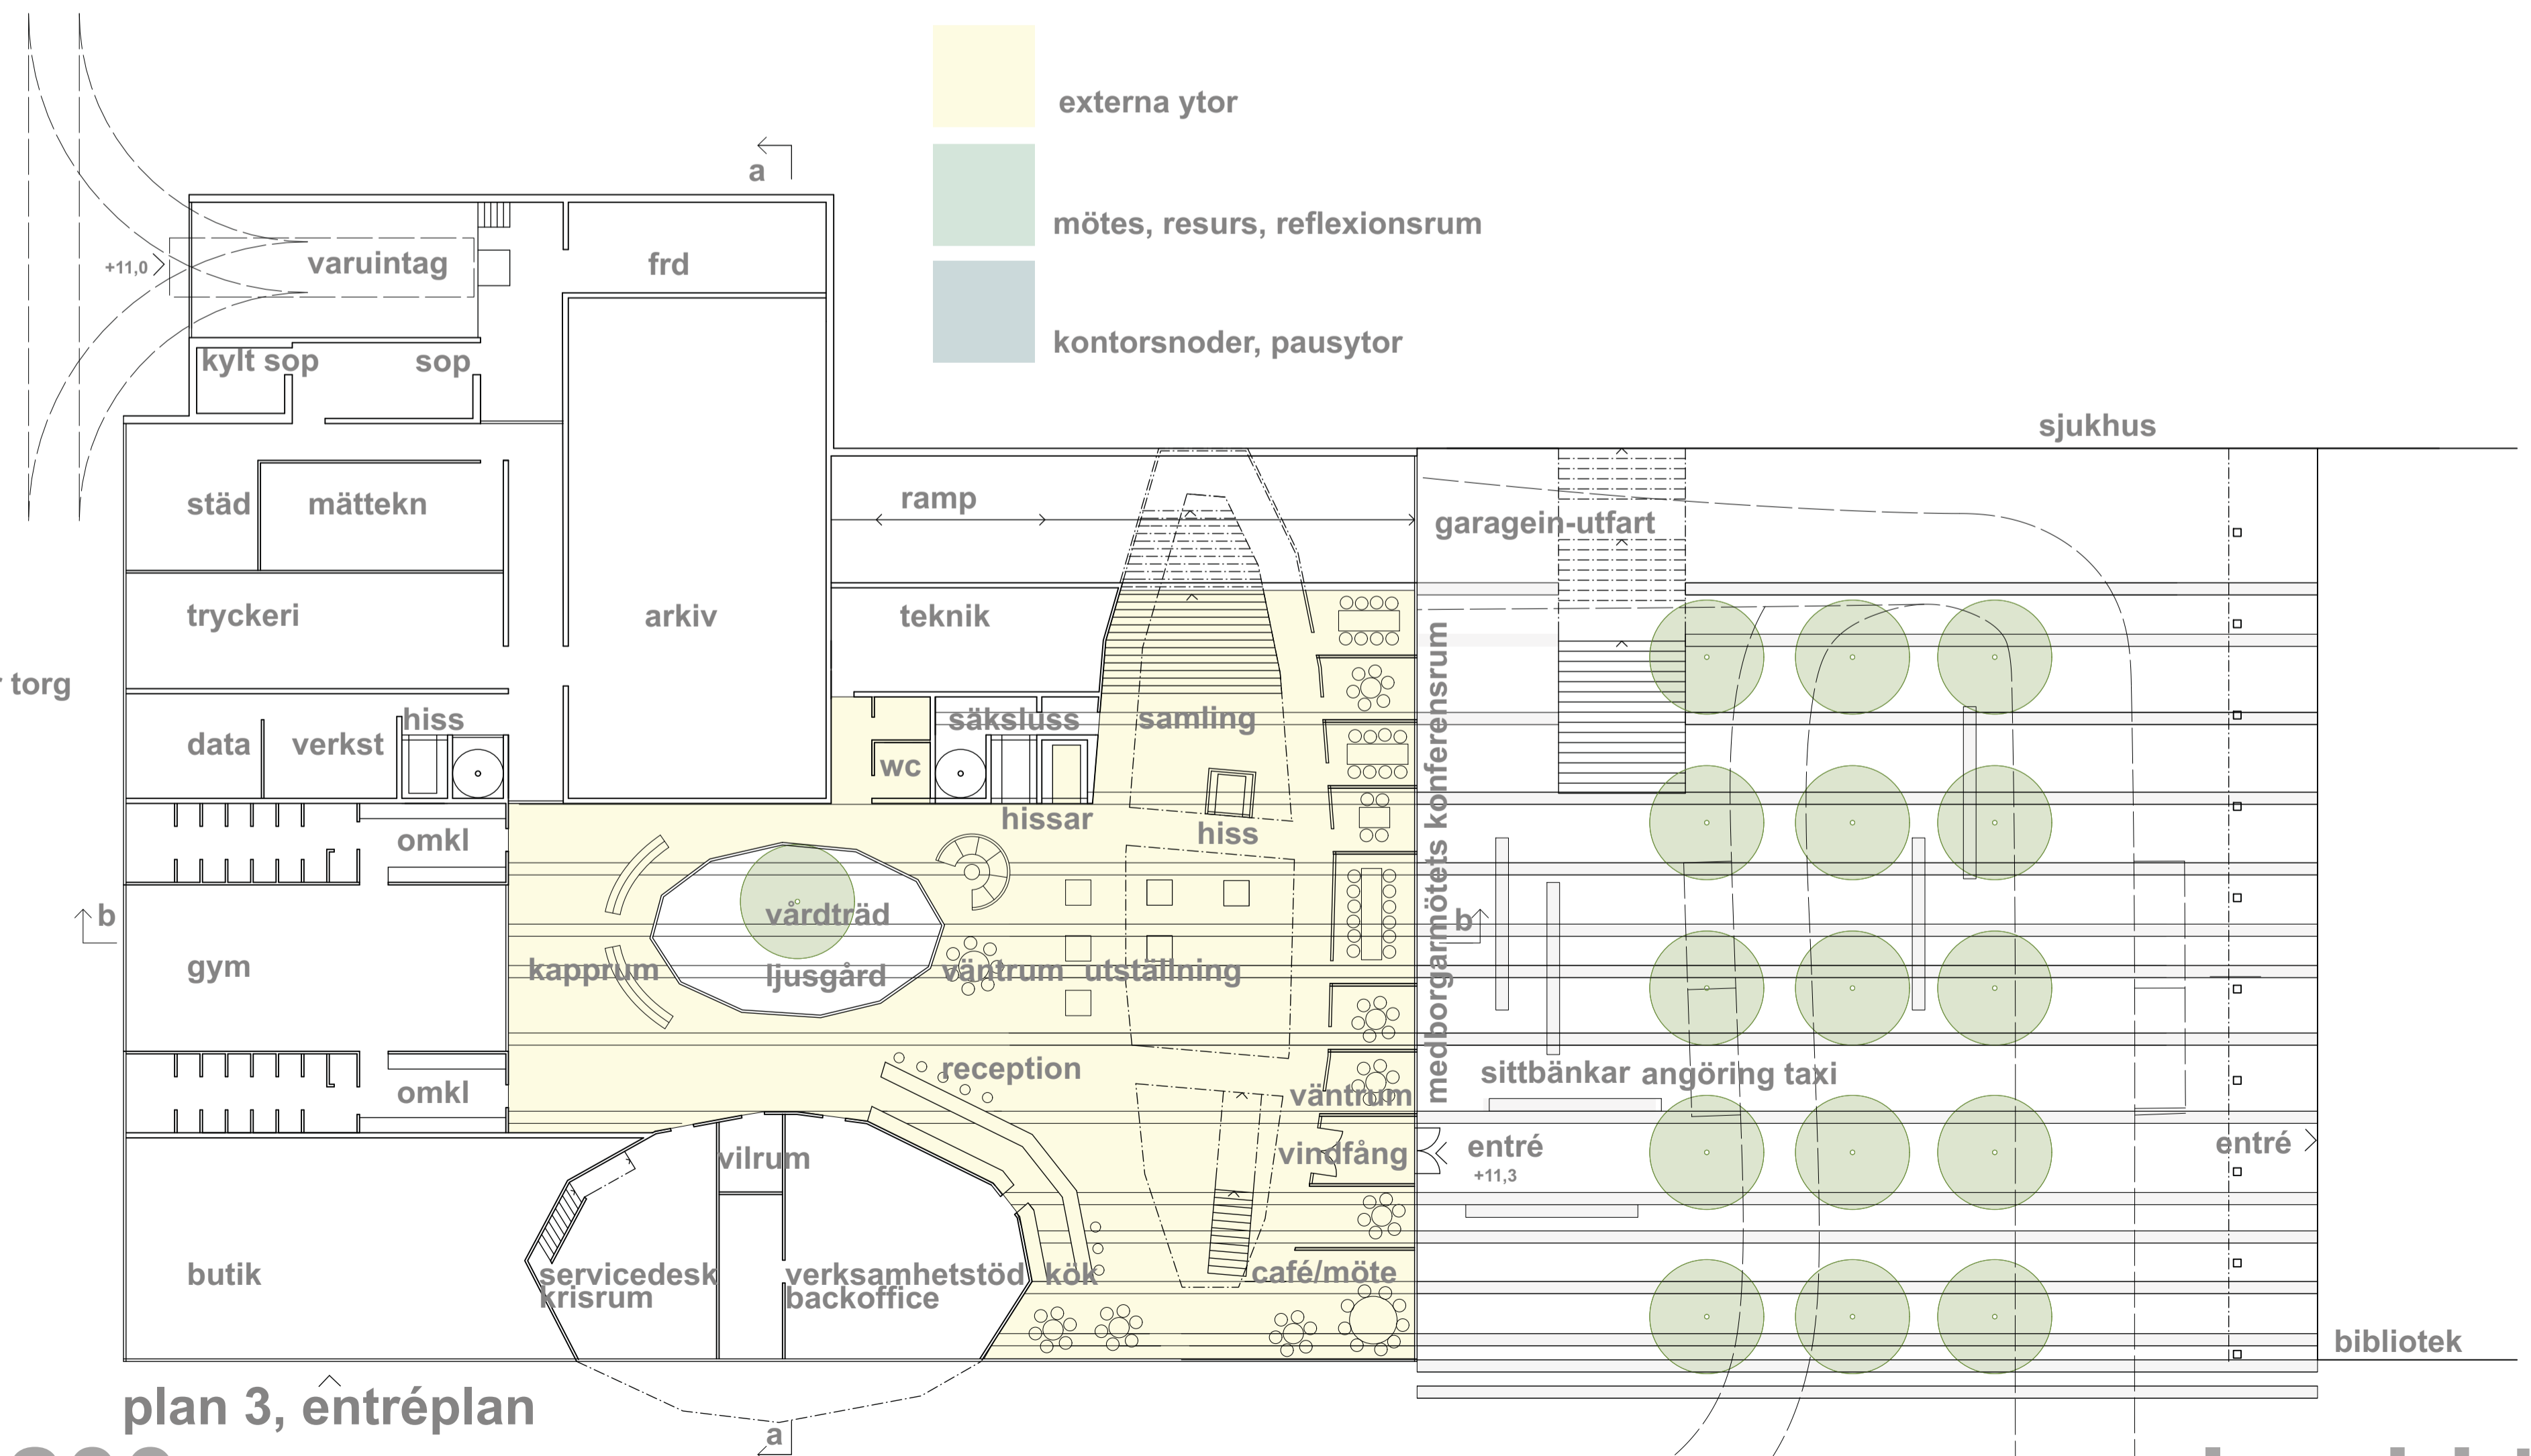 externa ytor
a
mötes, resurs, reflexionsrum
+11,0
varuintag
frd
kontorsnoder, pausytor
kylt sop
sop
sjukhus
städ
mättekn
ramp
garagein-utfart
tryckeri
arkiv
teknik
torg
hiss
säksluss
samling
data
verkst
wc
hissar
hiss
omkl
medborgarmötets konferensrum
b
vårdträd
b
gym
kapprum
ljusgård
väntrum
utställning
reception
sittbänkar
angöring taxi
omkl
väntrum
vilrum
vindfång
entré
+11,3
entré
butik
servicedesk
krisrum
verksamhetstöd
backoffice
kök
café/möte
bibliotek
plan 3, entréplan
a